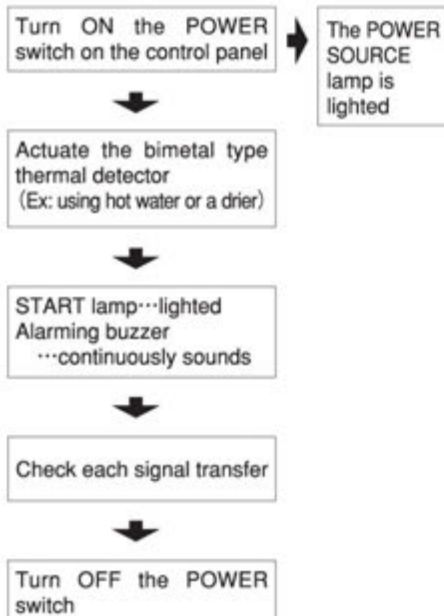 Turn ON the POWER
switch on the control panel
The POWER
SOURCE
lamp is
lighted
Actuate the bimetal type
thermal detector
(Ex: using hot water or a drier)
START lamp⋯lighted
Alarming buzzer
⋯continuously sounds
Check each signal transfer
Turn OFF the POWER
switch